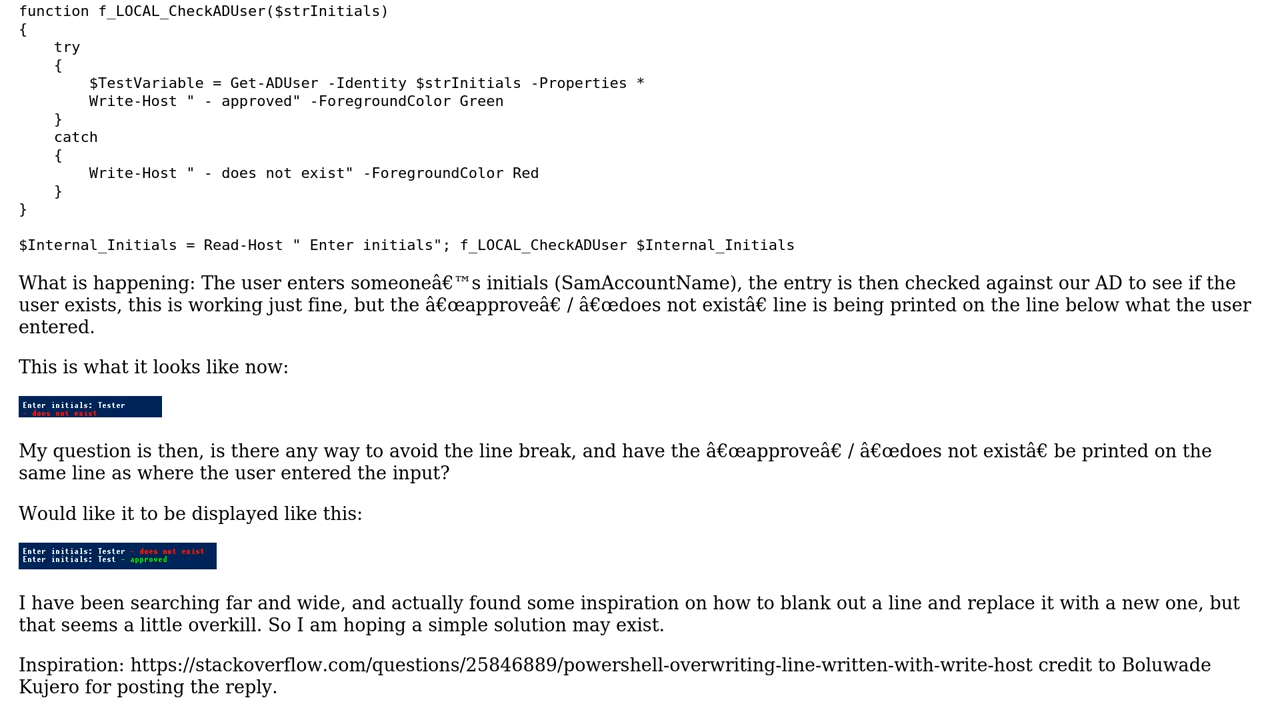 function f_LOCAL_CheckADUser($strInitials)
{
    try
    {
        $TestVariable = Get-ADUser -Identity $strInitials -Properties *
        Write-Host " - approved" -ForegroundColor Green
    }
    catch
    {
        Write-Host " - does not exist" -ForegroundColor Red
    }
}
$Internal_Initials = Read-Host " Enter initials"; f_LOCAL_CheckADUser $Internal_Initials
What is happening: The user enters someoneâ€™s initials (SamAccountName), the entry is then checked against our AD to see if the
user exists, this is working just fine, but the â€œapproveâ€ / â€œdoes not existâ€ line is being printed on the line below what the user
entered.
This is what it looks like now:
Enter initials: Tester
- does not exist
My question is then, is there any way to avoid the line break, and have the â€œapproveâ€ / â€œdoes not existâ€ be printed on the
same line as where the user entered the input?
Would like it to be displayed like this:
Enter initials: Tester - does not exist
Enter initials: Test - approved
I have been searching far and wide, and actually found some inspiration on how to blank out a line and replace it with a new one, but
that seems a little overkill. So I am hoping a simple solution may exist.
Inspiration: https://stackoverflow.com/questions/25846889/powershell-overwriting-line-written-with-write-host credit to Boluwade
Kujero for posting the reply.